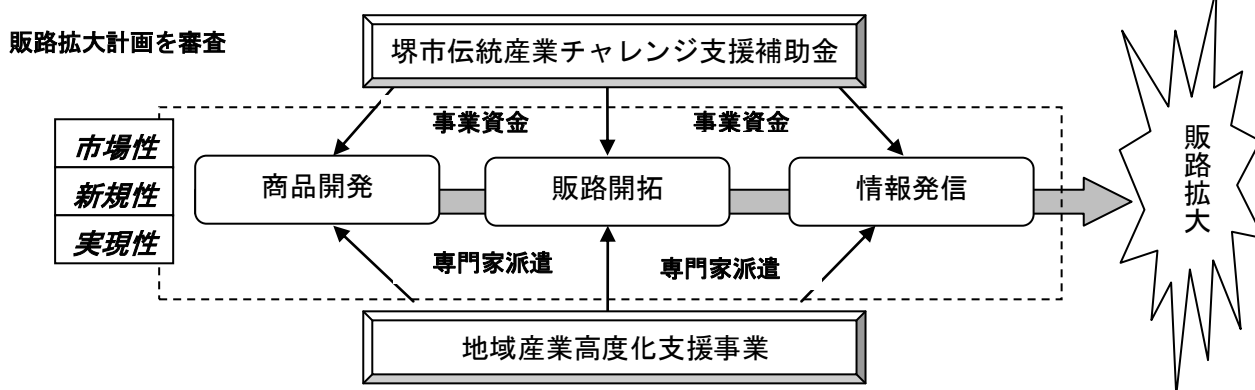 販路拡大計画を審査
堺市伝統産業チャレンジ支援補助金
事業資金
事業資金
市場性
新規性
実現性
商品開発
販路開拓
情報発信
販路拡大
専門家派遣
専門家派遣
地域産業高度化支援事業